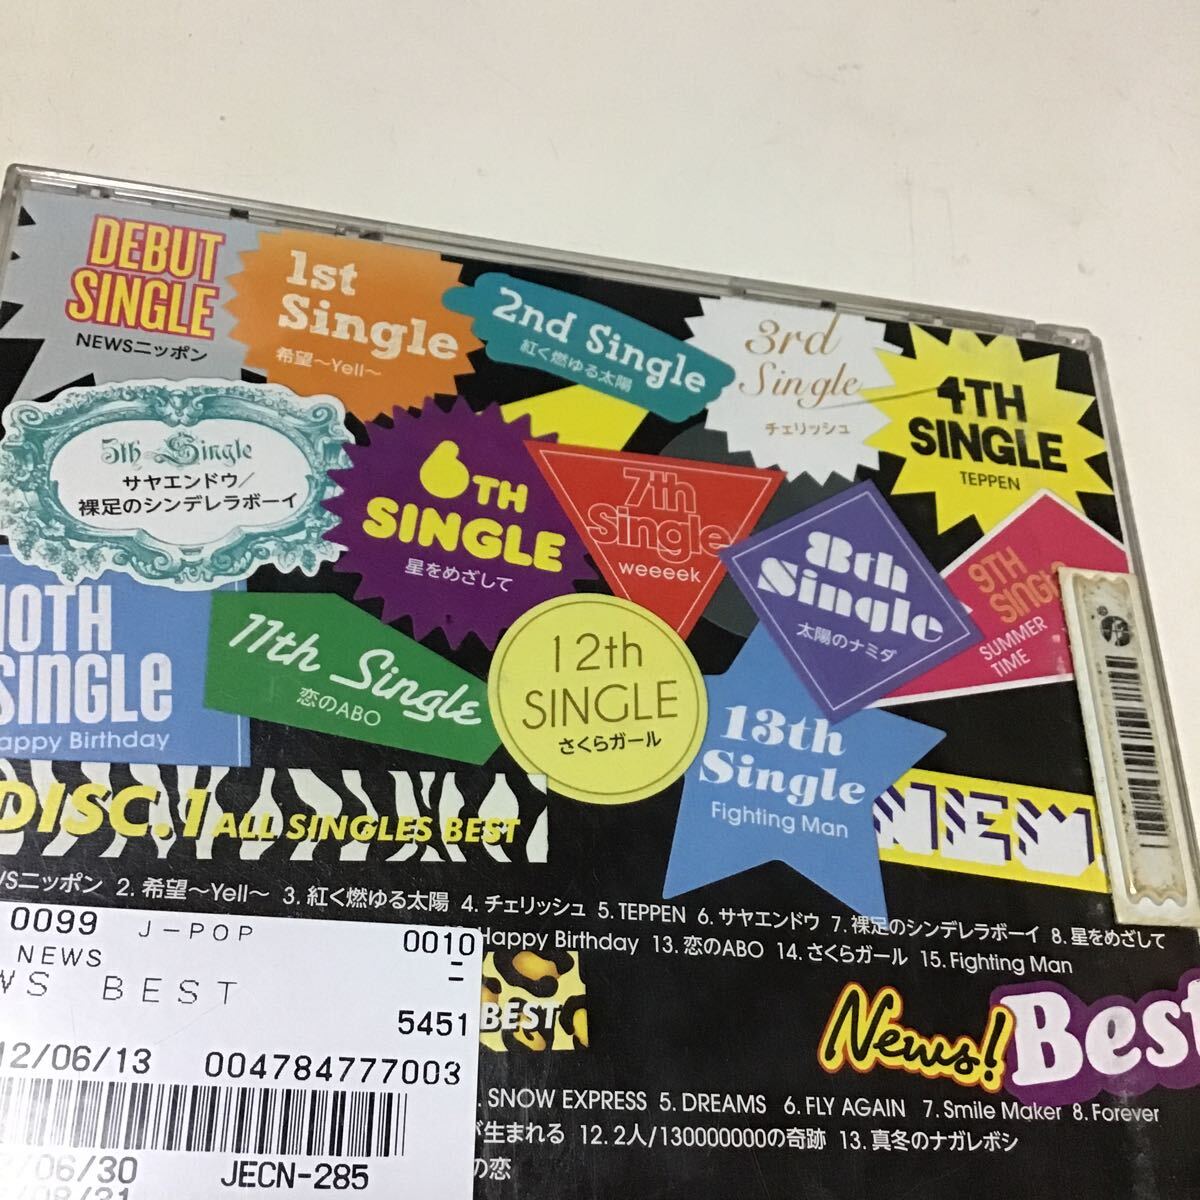 DEBUT
SINGLE
NEWSニッポン
1st
Single
希望〜Yell〜
2nd Single
紅く燃ゆる太陽
3rd
Single
チェリッシュ
4TH
SINGLE
TEPPEN
5th Single
サヤエンドウ/
裸足のシンデレラボーイ
6TH
SINGLE
星をめざして
7th
Single
weeeek
8th
Single
太陽のナミダ
9TH
SINGLE
SUMMER
TIME
10TH
SINGLE
appy Birthday
11th Single
恋のABO
12th
SINGLE
さくらガール
13th
Single
Fighting Man
NEW
DISC.1 ALL SINGLES BEST
WSニッポン 2. 希望〜Yell〜 3. 紅く燃ゆる太陽 4. チェリッシュ 5. TEPPEN 6. サヤエンドウ 7. 裸足のシンデレラボーイ 8. 星をめざして
Happy Birthday 13. 恋のABO 14. さくらガール 15. Fighting Man
0099 J-POP 0010
NEWS
WS BEST
5451
12/06/13 004784777003
/06/30 JECN-285
/08/31
BEST
News! Best
SNOW EXPRESS 5. DREAMS 6. FLY AGAIN 7. Smile Maker 8. Forever
が生まれる 12. 2人/130000000の奇跡 13. 真冬のナガレボシ
の恋